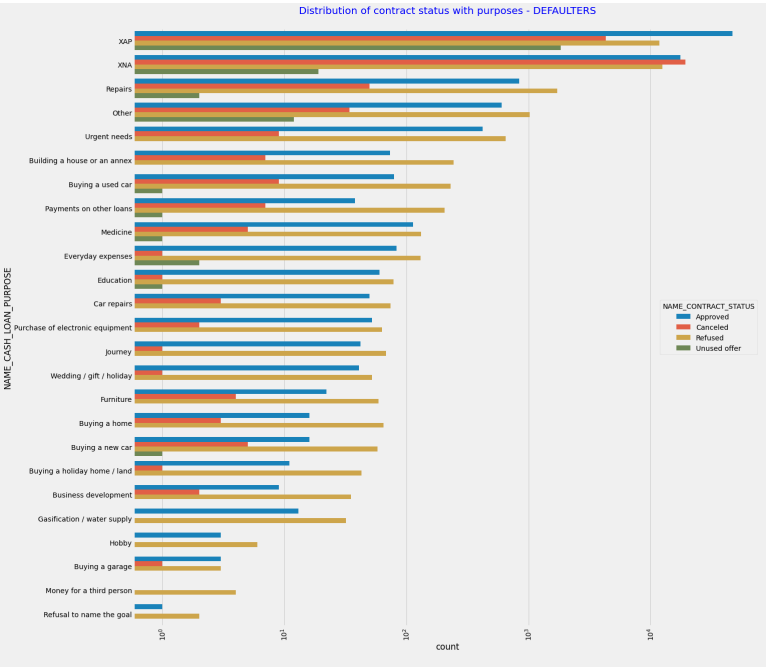 Distribution of contract status with purposes - DEFAULTERS
NAME_CASH_LOAN_PURPOSE
XAP
XNA
Repairs
Other
Urgent needs
Building a house or an annex
Buying a used car
Payments on other loans
Medicine
Everyday expenses
Education
Car repairs
Purchase of electronic equipment
Journey
Wedding / gift / holiday
Furniture
Buying a home
Buying a new car
Buying a holiday home / land
Business development
Gasification / water supply
Hobby
Buying a garage
Money for a third person
Refusal to name the goal
10⁰
10¹
10²
10³
10⁴
count
NAME_CONTRACT_STATUS
Approved
Canceled
Refused
Unused offer